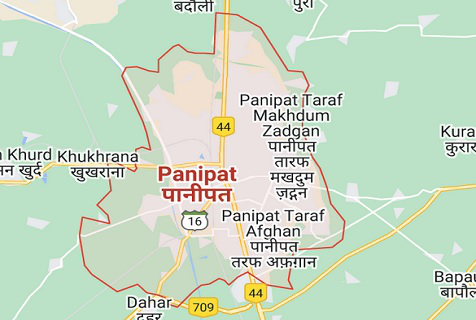 बदौली
पुरा
44
Panipat Taraf
Makhdum
Zadgan
पानीपत
तारफ
मखदुम
ज़द्गन
Khurd
खुर्द
Khukhrana
खुखराना
Kura
कुरार
Panipat
पानीपत
16
Panipat Taraf
Afghan
पानीपत
तरफ अफ़ग़ान
Dahar
डहर
709
44
Bapau
बापौल